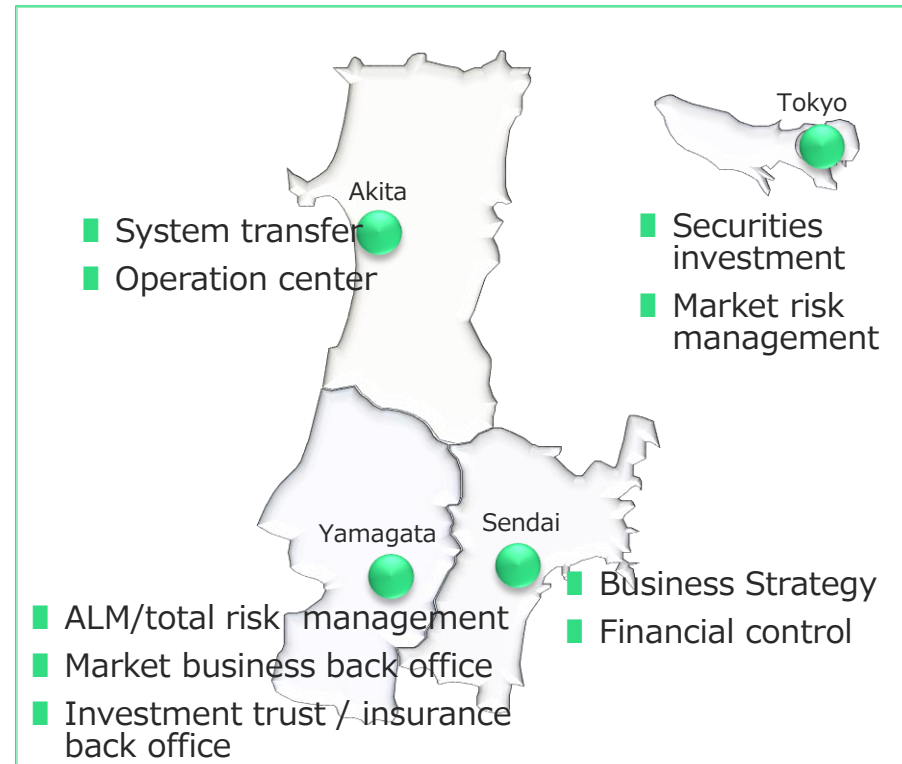 Tokyo
Akita
System transfer
Operation center
Securities
investment
Market risk
management
Yamagata
Sendai
Business Strategy
Financial control
ALM/total risk management
Market business back office
Investment trust / insurance
back office